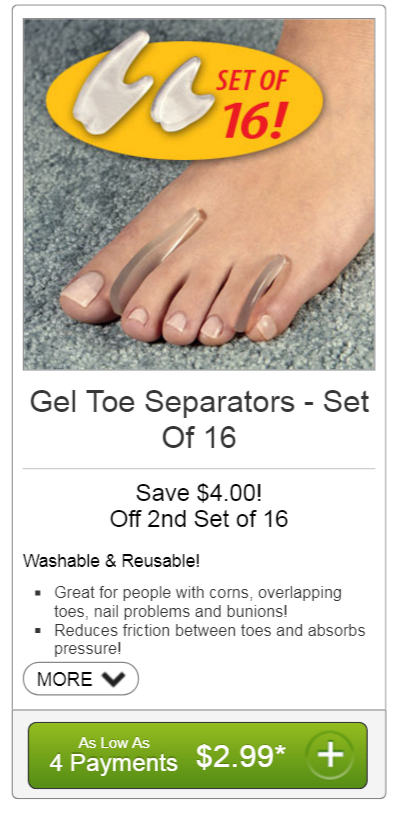 SET OF
16!
Gel Toe Separators - Set
Of 16
Save $4.00!
Off 2nd Set of 16
Washable & Reusable!
Great for people with corns, overlapping
toes, nail problems and bunions!
Reduces friction between toes and absorbs
pressure!
MORE
As Low As
4 Payments $2.99*